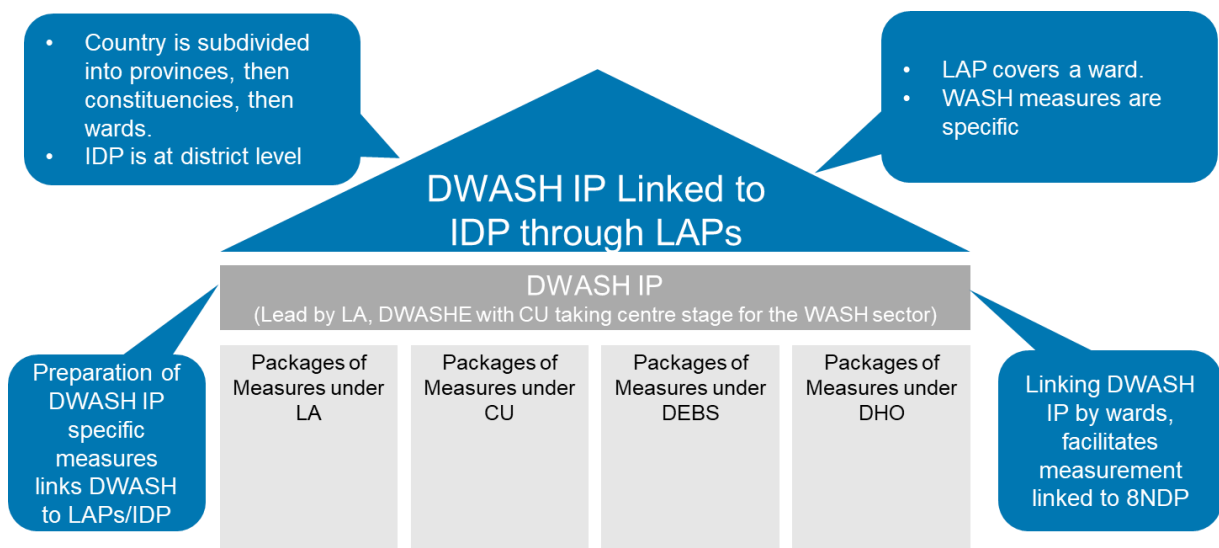 • Country is subdivided
into provinces, then
constituencies, then
wards.
• IDP is at district level
• LAP covers a ward.
• WASH measures are
specific
DWASH IP Linked to
IDP through LAPs
DWASH IP
(Lead by LA, DWASHE with CU taking centre stage for the WASH sector)
Preparation of
DWASH IP
specific
measures
links DWASH
to LAPs/IDP
Packages of
Measures under
LA
Packages of
Measures under
CU
Packages of
Measures under
DEBS
Packages of
Measures under
DHO
Linking DWASH
IP by wards,
facilitates
measurement
linked to 8NDP